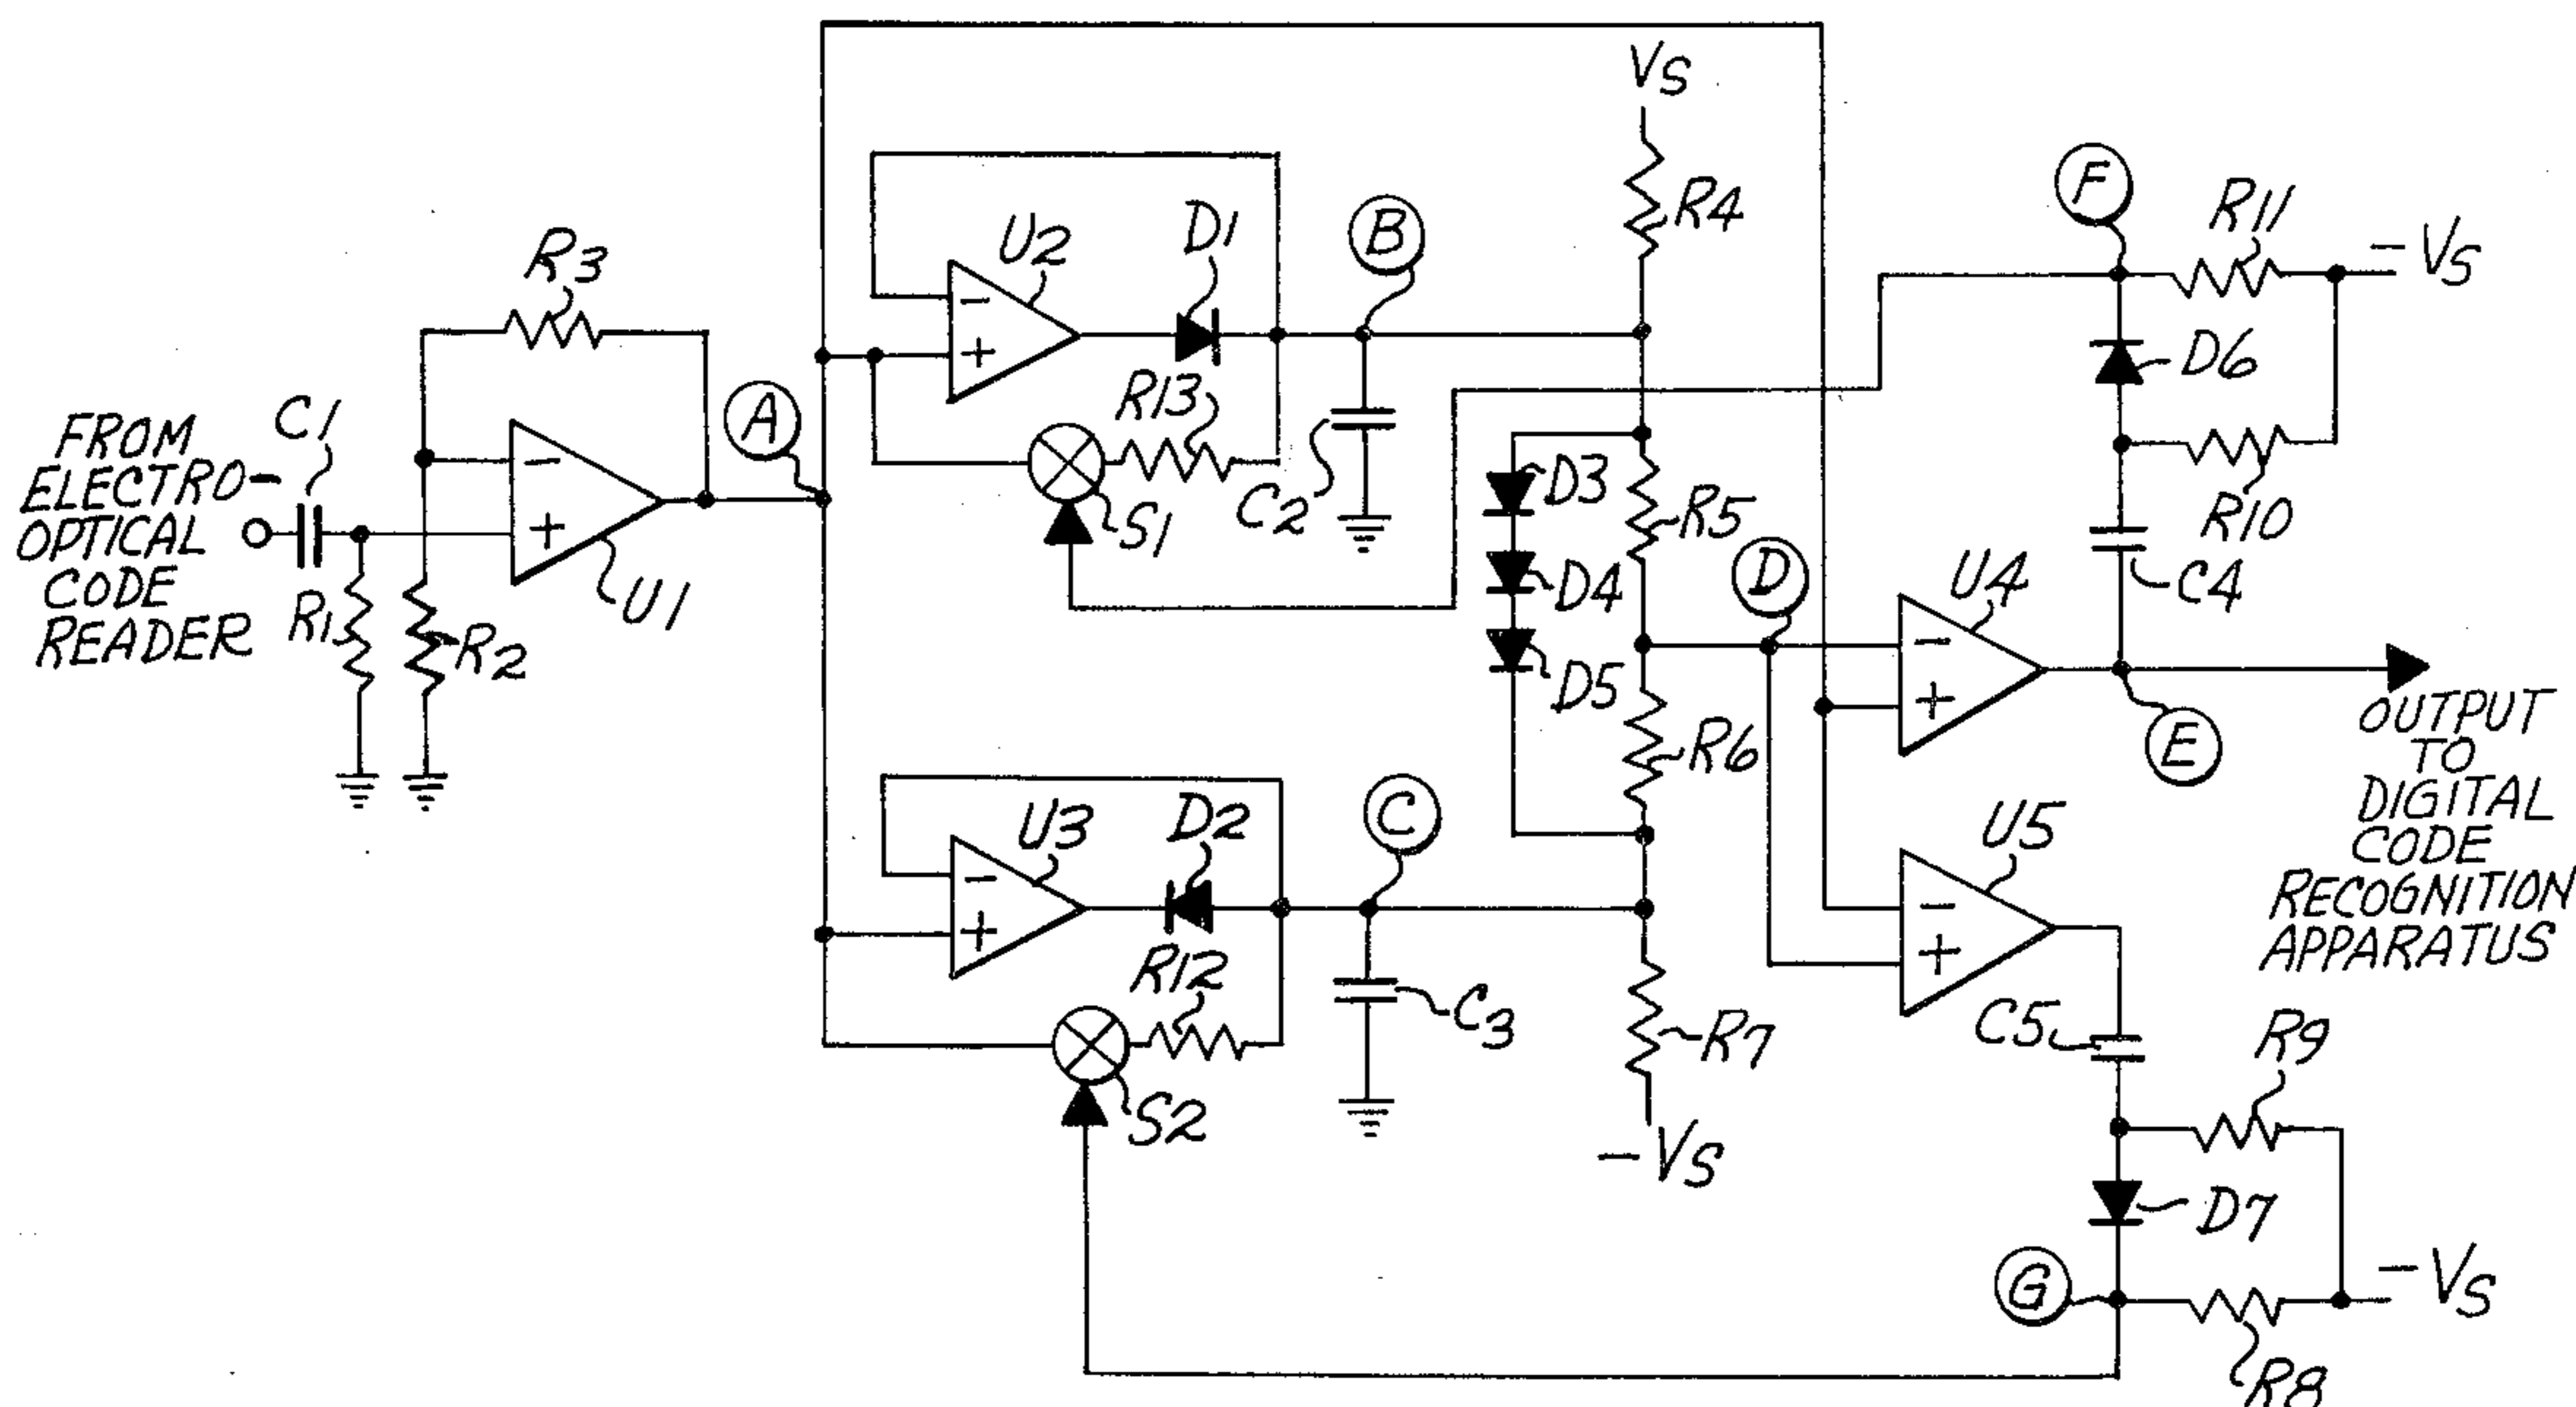 FROM
ELECTRO-
OPTICAL
CODE
READER
C1
R1
R2
R3
-
+
U1
A
U2
-
+
D1
R13
S1
B
C2
VS
R4
D3
D4
D5
R5
R6
R7
-VS
U3
-
+
D2
R12
S2
C
C3
D
U4
-
+
U5
-
+
E
F
R11
-VS
D6
R10
C4
OUTPUT
TO
DIGITAL
CODE
RECOGNITION
APPARATUS
C5
R9
D7
G
-VS
R8